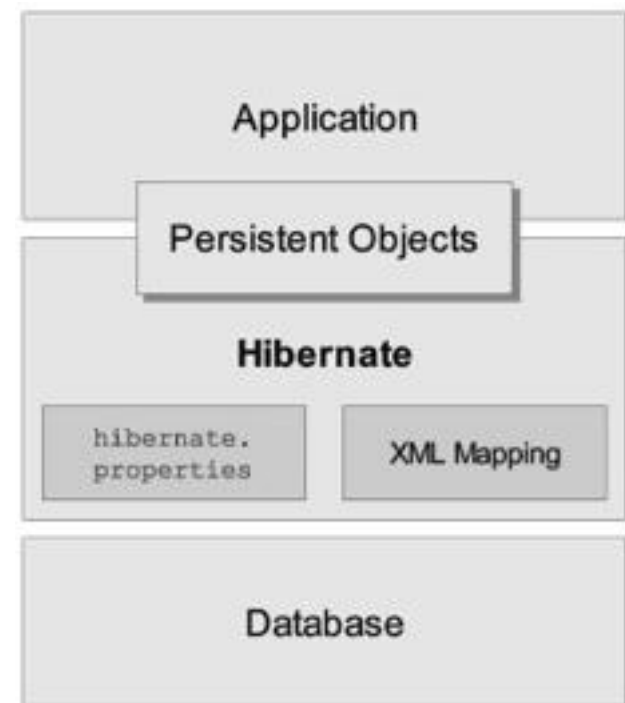 Application
Persistent Objects
Hibernate
hibernate.
properties
XML Mapping
Database